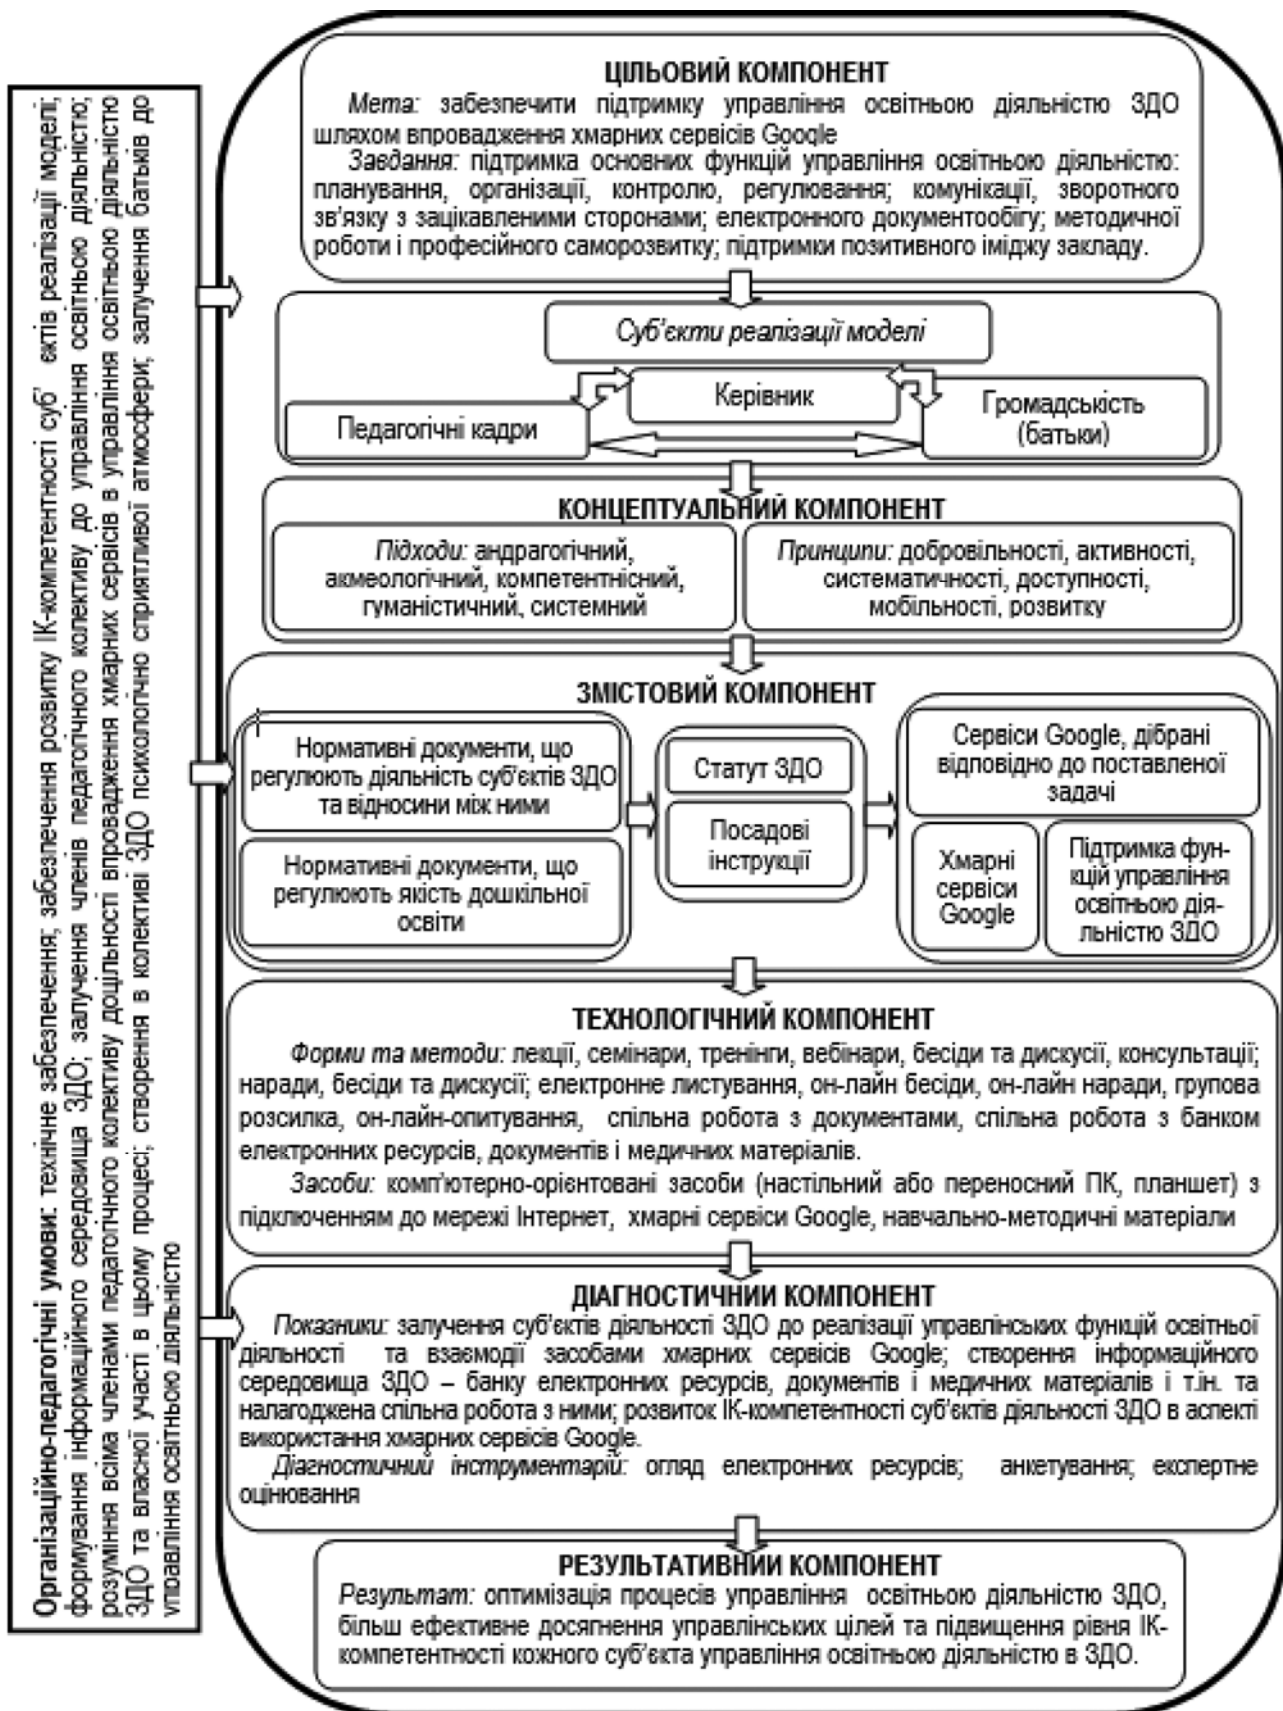 Організаційно-педагогічні умови: технічне забезпечення; забезпечення розвитку ІК-компетентності суб' єктів реалізації моделі;
формування інформаційного середовища ЗДО; залучення членів педагогічного колективу до управління освітньою діяльністю;
розуміння всіма членами педагогічного колективу доцільності впровадження хмарних сервісів в управління освітньою діяльністю
ЗДО та власної участі в цьому процесі; створення в колективі ЗДО психологічно сприятливої атмосфери; залучення батьків до
управління освітньою діяльністю
ЦІЛЬОВИЙ КОМПОНЕНТ
Мета: забезпечити підтримку управління освітньою діяльністю ЗДО
шляхом впровадження хмарних сервісів Google
Завдання: підтримка основних функцій управління освітньою діяльністю:
планування, організації, контролю, регулювання; комунікації, зворотного
зв'язку з зацікавленими сторонами; електронного документообігу; методичної
роботи і професійного саморозвитку; підтримки позитивного іміджу закладу.
Суб'єкти реалізації моделі
Керівник
Педагогічні кадри
Громадськість
(батьки)
КОНЦЕПТУАЛЬНИЙ КОМПОНЕНТ
Підходи: андрагогічний,
акмеологічний, компетентнісний,
гуманістичний, системний
Принципи: добровільності, активності,
систематичності, доступності,
мобільності, розвитку
ЗМІСТОВИЙ КОМПОНЕНТ
Нормативні документи, що
регулюють діяльність суб'єктів ЗДО
та відносини між ними
Нормативні документи, що
регулюють якість дошкільної
освіти
Статут ЗДО
Посадові
інструкції
Сервіси Google, дібрані
відповідно до поставленої
задачі
Хмарні
сервіси
Google
Підтримка фун-
кцій управління
освітньою дія-
льністю ЗДО
ТЕХНОЛОГІЧНИЙ КОМПОНЕНТ
Форми та методи: лекції, семінари, тренінги, вебінари, бесіди та дискусії, консультації;
наради, бесіди та дискусії; електронне листування, он-лайн бесіди, он-лайн наради, групова
розсилка, он-лайн-опитування, спільна робота з документами, спільна робота з банком
електронних ресурсів, документів і медичних матеріалів.
Засоби: комп'ютерно-орієнтовані засоби (настільний або переносний ПК, планшет) з
підключенням до мережі Інтернет, хмарні сервіси Google, навчально-методичні матеріали
ДІАГНОСТИЧНИЙ КОМПОНЕНТ
Показники: залучення суб'єктів діяльності ЗДО до реалізації управлінських функцій освітньої
діяльності та взаємодії засобами хмарних сервісів Google; створення інформаційного
середовища ЗДО – банку електронних ресурсів, документів і медичних матеріалів і т.ін. та
налагоджена спільна робота з ними; розвиток ІК-компетентності суб'єктів діяльності ЗДО в аспекті
використання хмарних сервісів Google.
Діагностичний інструментарій: огляд електронних ресурсів; анкетування; експертне
оцінювання
РЕЗУЛЬТАТИВНИЙ КОМПОНЕНТ
Результат: оптимізація процесів управління освітньою діяльністю ЗДО,
більш ефективне досягнення управлінських цілей та підвищення рівня ІК-
компетентності кожного суб'єкта управління освітньою діяльністю в ЗДО.